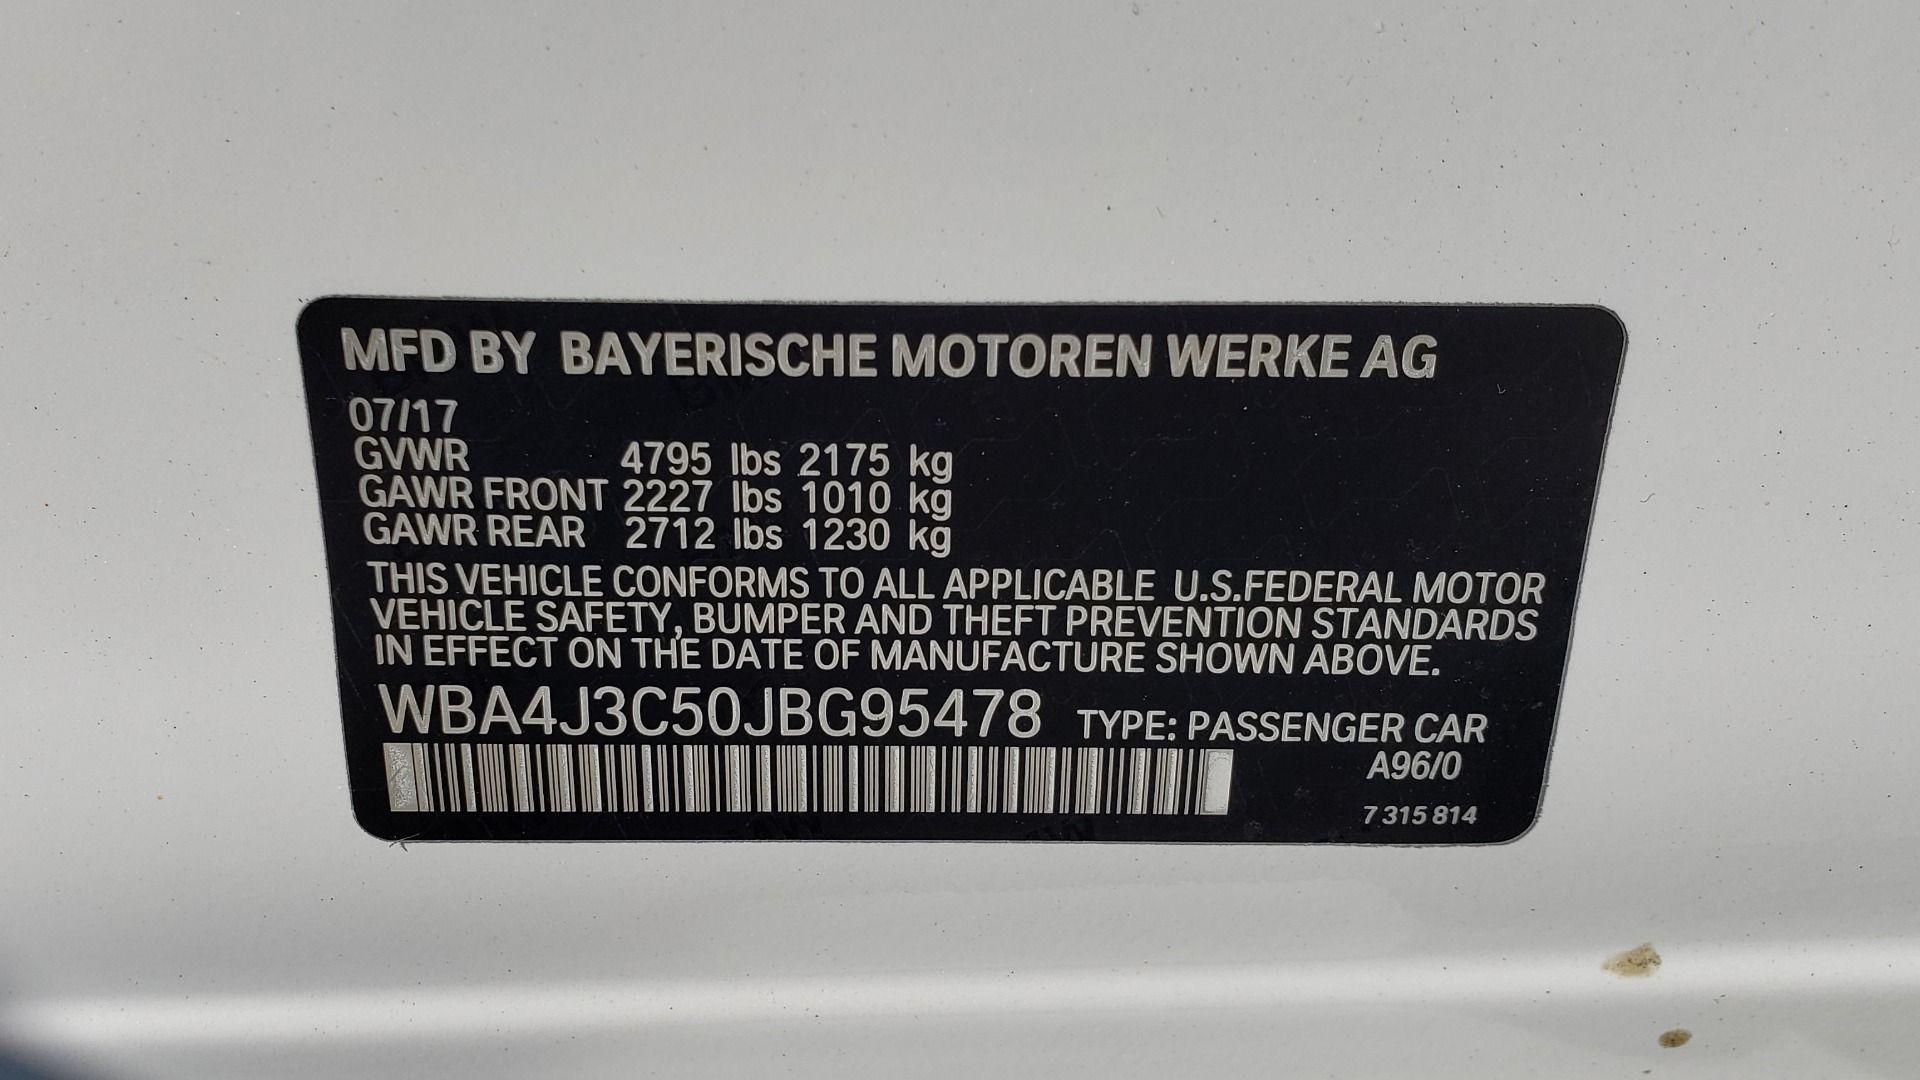 MFD BY BAYERISCHE MOTOREN WERKE AG
07/17
GVWR 4795 lbs 2175 kg
GAWR FRONT 2227 lbs 1010 kg
GAWR REAR 2712 lbs 1230 kg
THIS VEHICLE CONFORMS TO ALL APPLICABLE U.S.FEDERAL MOTOR
VEHICLE SAFETY, BUMPER AND THEFT PREVENTION STANDARDS
IN EFFECT ON THE DATE OF MANUFACTURE SHOWN ABOVE.
WBA4J3C50JBG95478 TYPE: PASSENGER CAR
A96/0
7 315 814